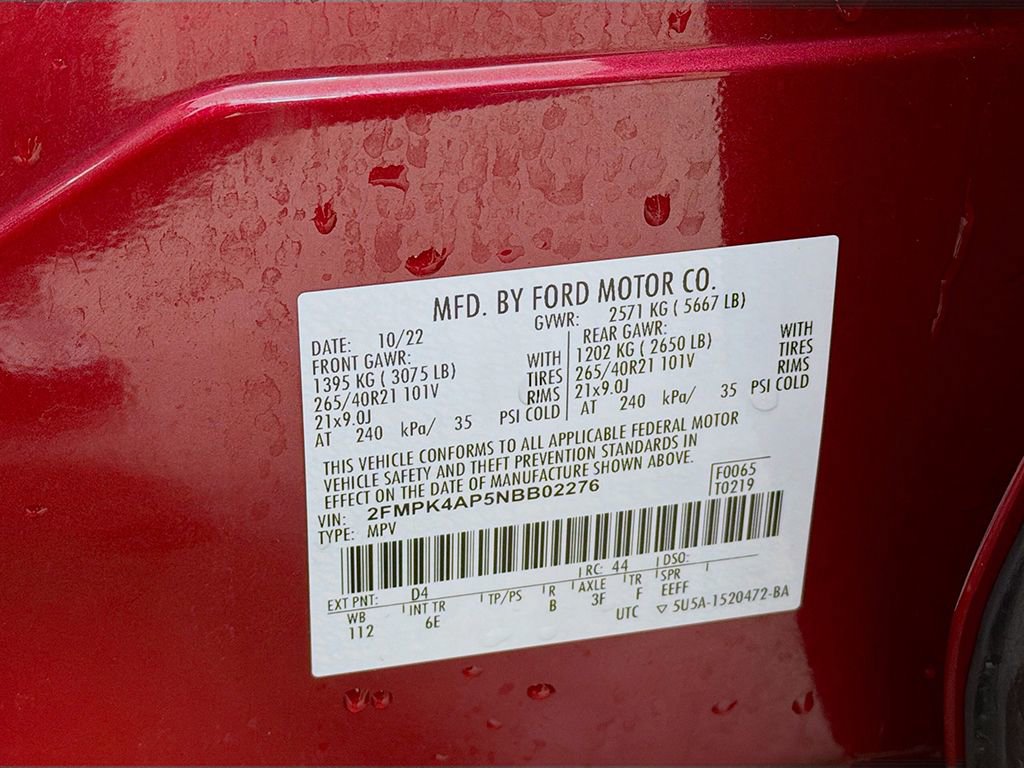 MFD. BY FORD MOTOR CO.
DATE: 10/22 GVWR: 2571 KG ( 5667 LB)
FRONT GAWR: REAR GAWR:
1395 KG ( 3075 LB) WITH 1202 KG ( 2650 LB) WITH
265/40R21 101V TIRES 265/40R21 101V TIRES
21x9.0J RIMS 21x9.0J RIMS
AT 240 kPa/ 35 PSI COLD AT 240 kPa/ 35 PSI COLD
THIS VEHICLE CONFORMS TO ALL APPLICABLE FEDERAL MOTOR
VEHICLE SAFETY AND THEFT PREVENTION STANDARDS IN
EFFECT ON THE DATE OF MANUFACTURE SHOWN ABOVE.
F0065
VIN: 2FMPK4AP5NBB02276 T0219
TYPE: MPV
EXT PNT: D4 RC: 44 DSO:
WB INT TR TP/PS R AXLE TR SPR
112 6E B 3F F EEFF
UTC ▽ 5U5A-1520472-BA